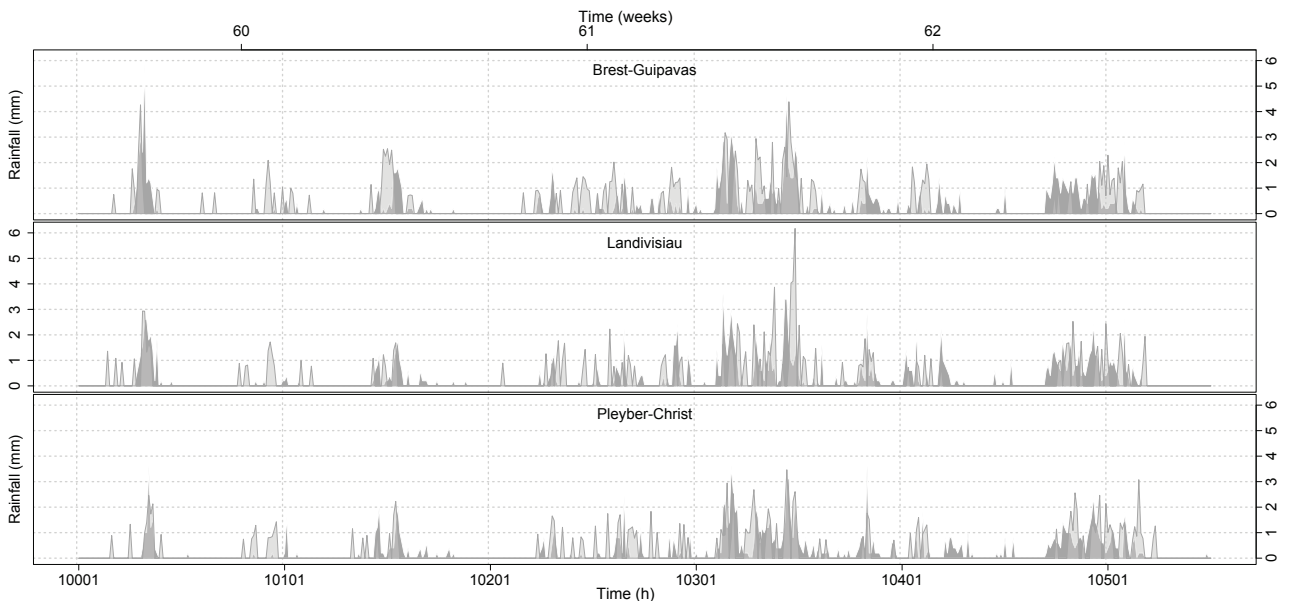 Time (weeks)
60 61 62
Brest-Guipavas
Rainfall (mm)
0 1 2 3 4 5 6
Landivisiau
0 1 2 3 4 5 6
Pleyber-Christ
Rainfall (mm)
0 1 2 3 4 5 6
10001 10101 10201 10301 10401 10501
Time (h)